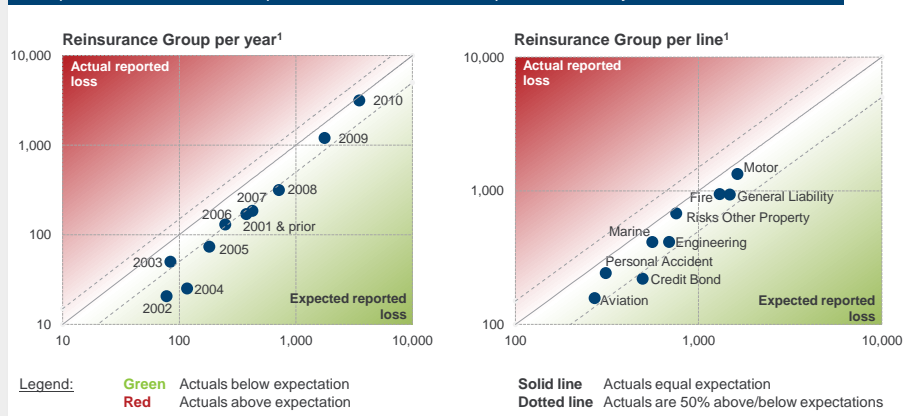 Reinsurance Group per year1
10,000
Actual reported
loss
2010
1,000
2009
2008
2007
2006
2001 & prior
100
2005
2003
2004
2002
Expected reported
loss
10
10
100
1,000
10,000
Reinsurance Group per line1
10,000
Actual reported
loss
Motor
1,000
Fire
General Liability
Risks Other Property
Marine
Engineering
Personal Accident
Credit Bond
Aviation
Expected reported
loss
100
100
1,000
10,000
Legend:
Green Actuals below expectation
Red Actuals above expectation
Solid line Actuals equal expectation
Dotted line Actuals are 50% above/below expectations